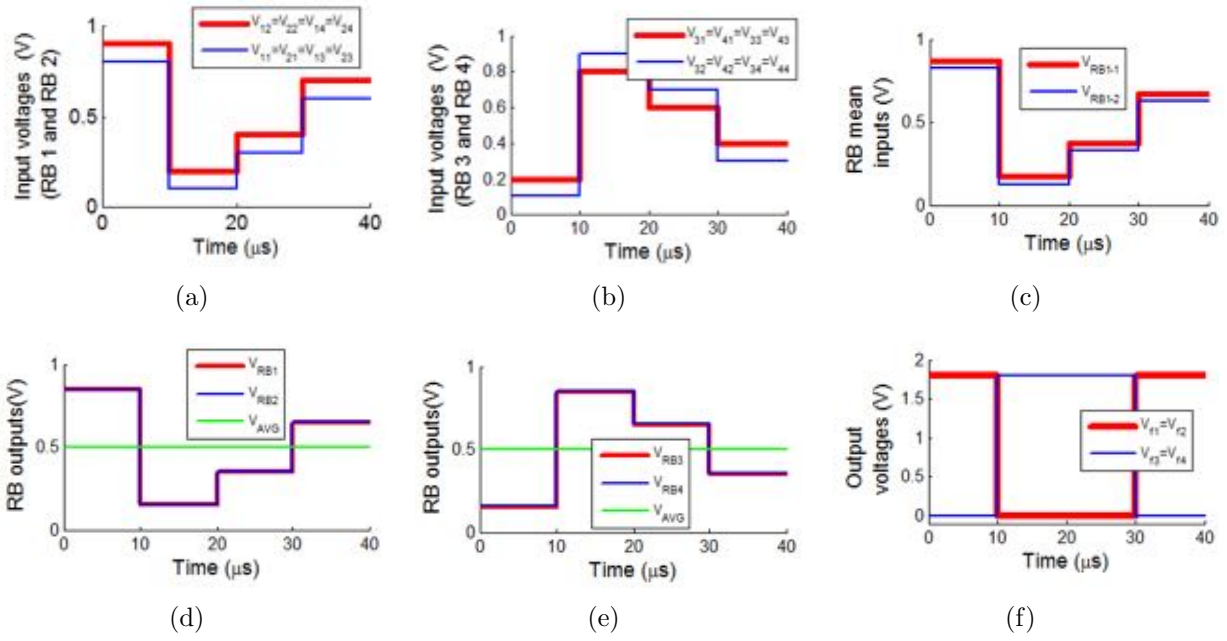 Input voltages (V)
(RB 1 and RB 2)
1
0.5
0
V12=V22=V14=V24
V11=V21=V13=V23
0 20 40
Time (μs)
(a)
Input voltages (V)
(RB 3 and RB 4)
1
0.8
0.6
0.4
0.2
0
V31=V41=V33=V43
V32=V42=V34=V44
0 10 20 30 40
Time (μs)
(b)
RB mean
inputs (V)
1
0.5
0
VRB1-1
VRB1-2
0 10 20 30 40
Time (μs)
(c)
RB outputs(V)
1
0.5
0
VRB1
VRB2
VAVG
0 10 20 30 40
Time (μs)
(d)
RB outputs(V)
1
0.5
0
VRB3
VRB4
VAVG
0 10 20 30 40
Time (μs)
(e)
Output
voltages(V)
2
1.5
1
0.5
0
Vf1=Vf2
Vf3=Vf4
0 10 20 30 40
Time (μs)
(f)